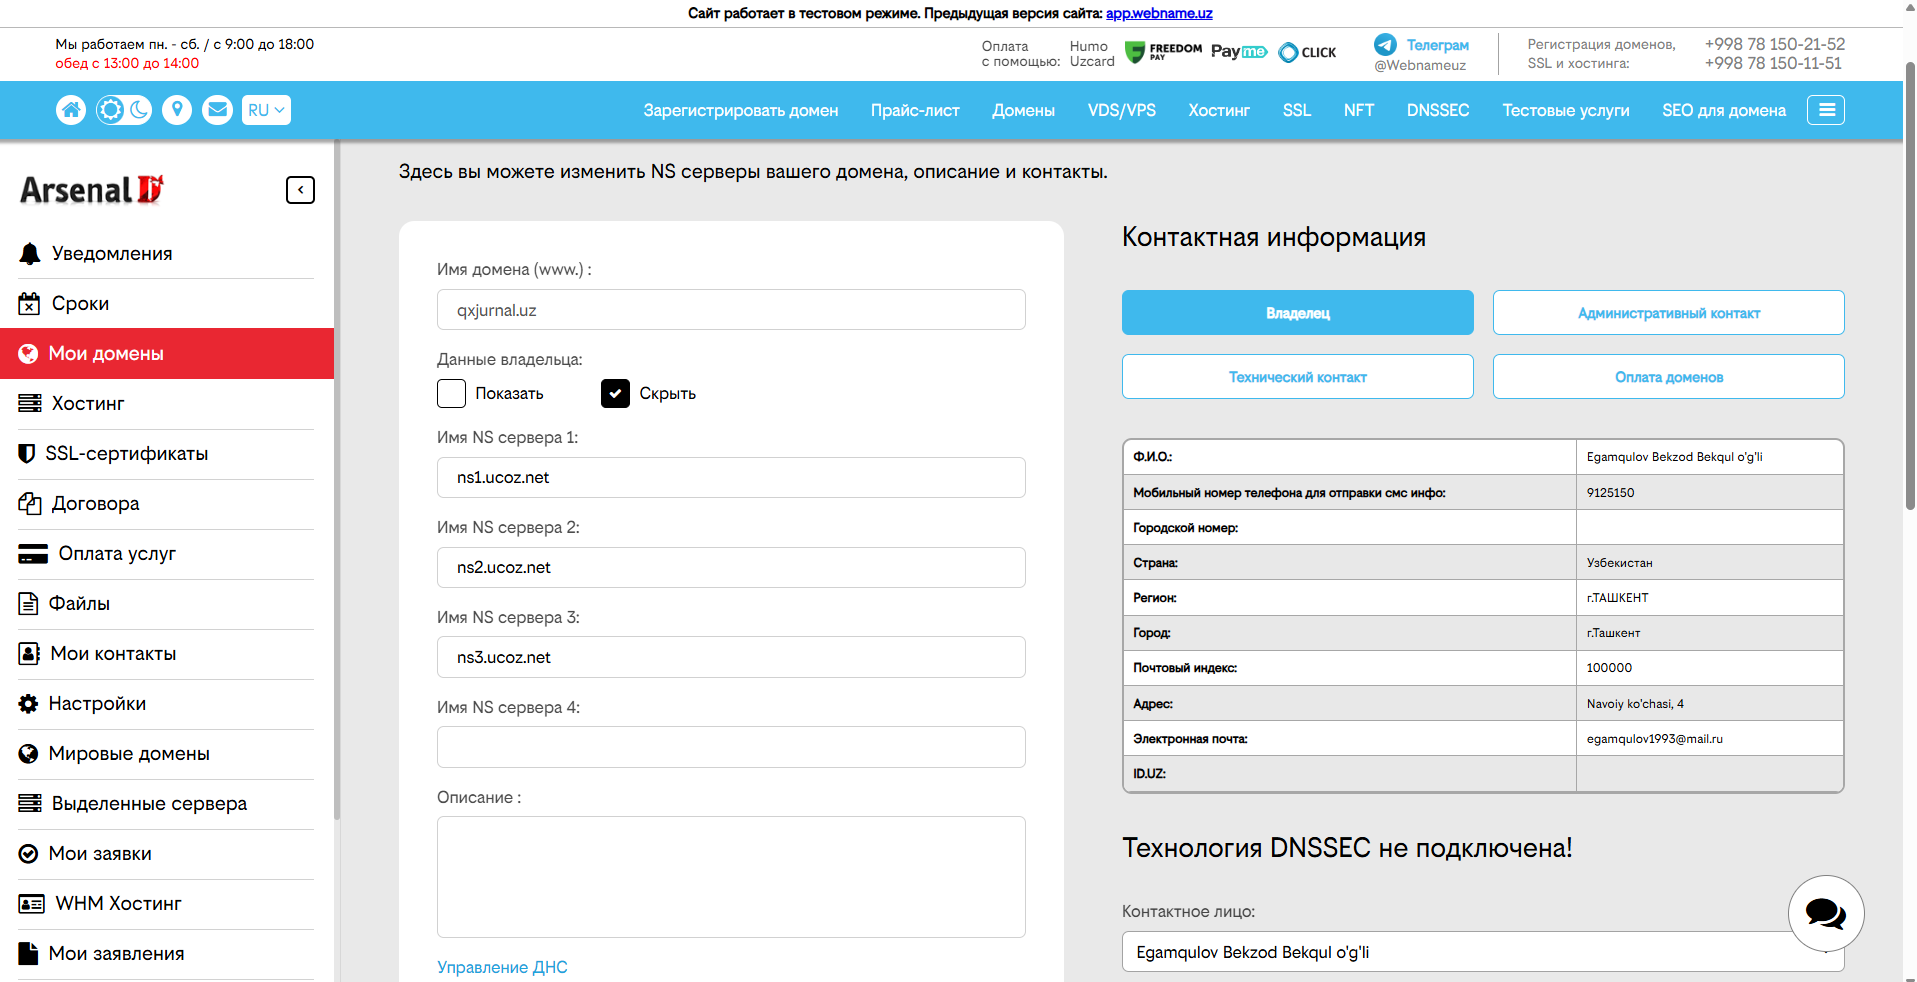 Сайт работает в тестовом режиме. Предыдущая версия сайта: app.webname.uz
Мы работаем пн. - сб. / с 9:00 до 18:00
обед с 13:00 до 14:00
Оплата
с помощью:
Humo
Uzcard
FREEDOM
PAY
Payme
CLICK
Телеграм
@Webnameuz
Регистрация доменов,
SSL и хостинга:
+998 78 150-21-52
+998 78 150-11-51
RU
Зарегистрировать домен
Прайс-лист
Домены
VDS/VPS
Хостинг
SSL
NFT
DNSSEC
Тестовые услуги
SEO для домена
Arsenal D
Уведомления
Сроки
Мои домены
Хостинг
SSL-сертификаты
Договора
Оплата услуг
Файлы
Мои контакты
Настройки
Мировые домены
Выделенные сервера
Мои заявки
WHM Хостинг
Мои заявления
Здесь вы можете изменить NS серверы вашего домена, описание и контакты.
Имя домена (www.) :
qxjurnal.uz
Данные владельца:
Показать
Скрыть
Имя NS сервера 1:
ns1.ucoz.net
Имя NS сервера 2:
ns2.ucoz.net
Имя NS сервера 3:
ns3.ucoz.net
Имя NS сервера 4:
Описание :
Управление ДНС
Контактная информация
Владелец
Административный контакт
Технический контакт
Оплата доменов
Ф.И.О.: Egamqulov Bekzod Bekqul o'g'li
Мобильный номер телефона для отправки смс инфо: 9125150
Городской номер:
Страна: Узбекистан
Регион: г.ТАШКЕНТ
Город: г.Ташкент
Почтовый индекс: 100000
Адрес: Navoiy ko'chasi, 4
Электронная почта: egamqulov1993@mail.ru
ID.UZ:
Технология DNSSEC не подключена!
Контактное лицо:
Egamqulov Bekzod Bekqul o'g'li